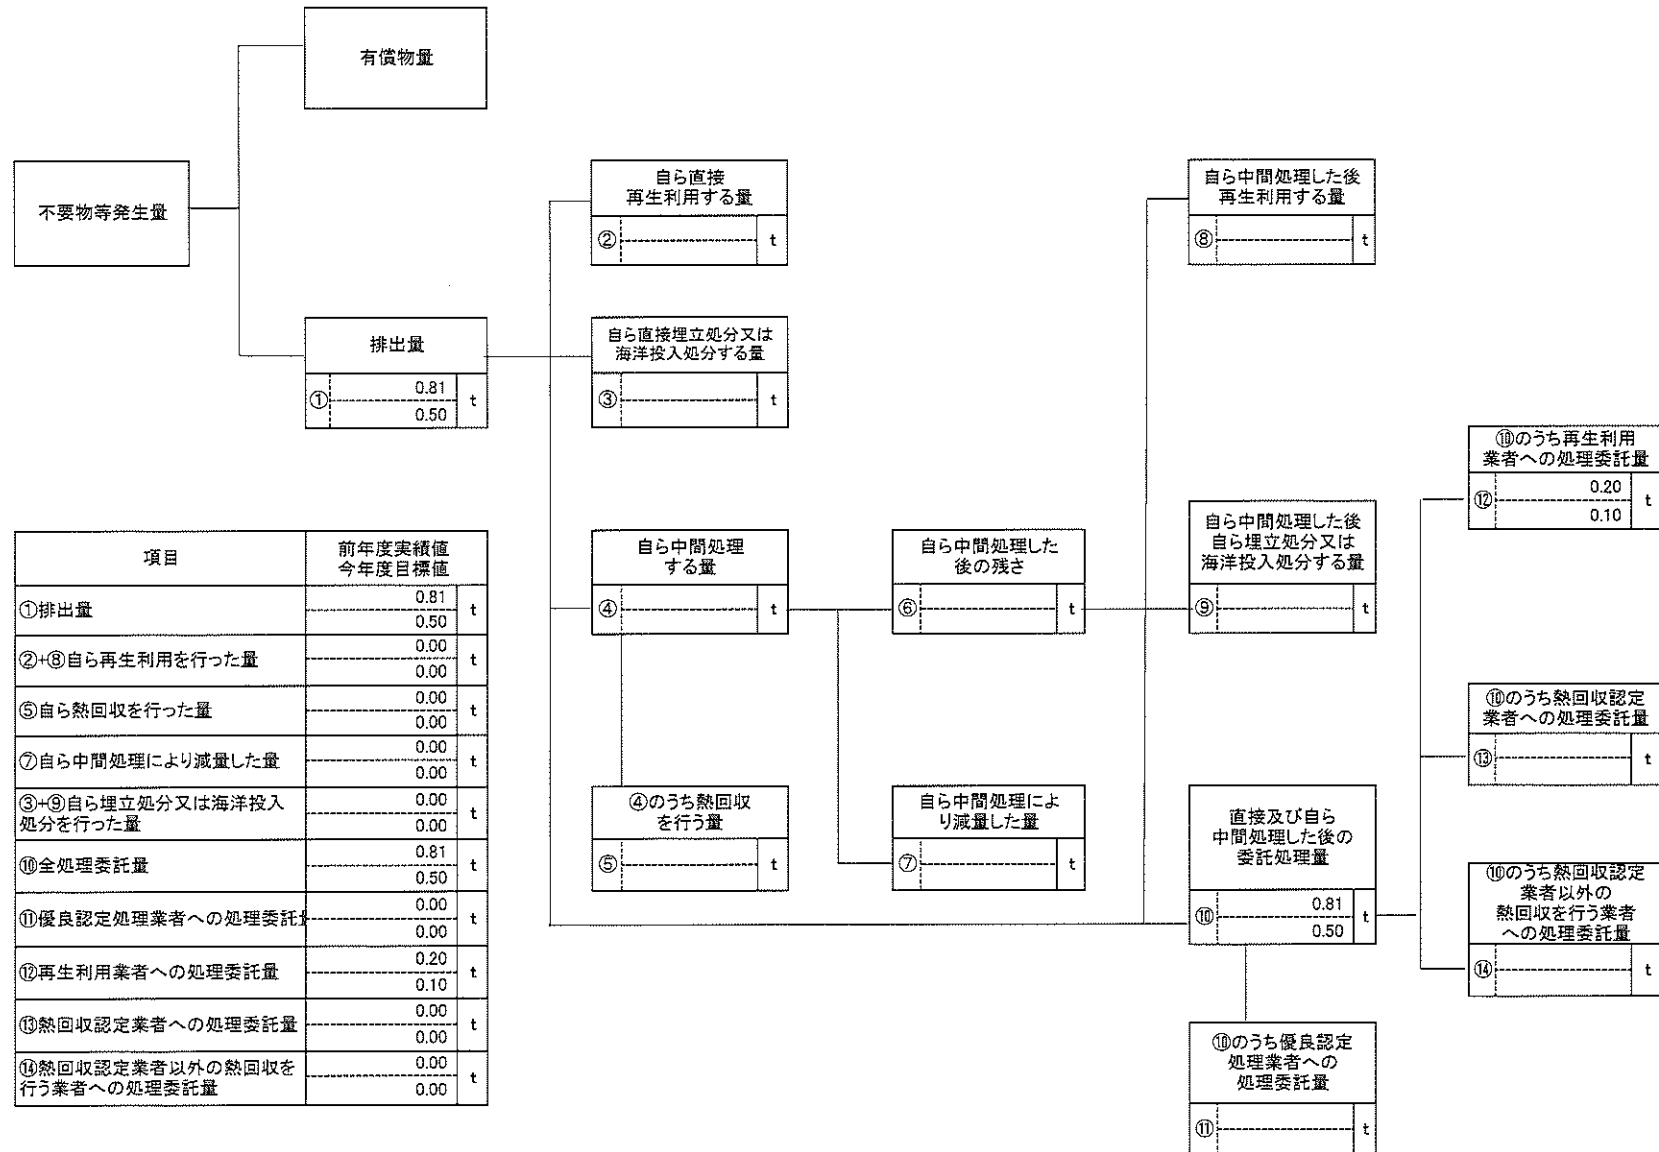 有償物量
不要物等発生量
排出量
①
0.81
0.50
t
自ら直接
再生利用する量
②
t
自ら直接埋立処分又は
海洋投入処分する量
③
t
自ら中間処理
する量
④
t
④のうち熱回収
を行う量
⑤
t
自ら中間処理した
後の残さ
⑥
t
自ら中間処理によ
り減量した量
⑦
t
自ら中間処理した後
再生利用する量
⑧
t
自ら中間処理した後
自ら埋立処分又は
海洋投入処分する量
⑨
t
直接及び自ら
中間処理した後の
委託処理量
⑩
0.81
0.50
t
⑩のうち優良認定
処理業者への
処理委託量
⑪
t
⑩のうち再生利用
業者への処理委託量
⑫
0.20
0.10
t
⑩のうち熱回収認定
業者への処理委託量
⑬
t
⑩のうち熱回収認定
業者以外の
熱回収を行う業者
への処理委託量
⑭
t
項目
前年度実績値
今年度目標値
①排出量
0.81
0.50
t
②+⑧自ら再生利用を行った量
0.00
0.00
t
⑤自ら熱回収を行った量
0.00
0.00
t
⑦自ら中間処理により減量した量
0.00
0.00
t
③+⑨自ら埋立処分又は海洋投入
処分を行った量
0.00
0.00
t
⑩全処理委託量
0.81
0.50
t
⑪優良認定処理業者への処理委託
0.00
0.00
t
⑫再生利用業者への処理委託量
0.20
0.10
t
⑬熱回収認定業者への処理委託量
0.00
0.00
t
⑭熱回収認定業者以外の熱回収を
行う業者への処理委託量
0.00
0.00
t